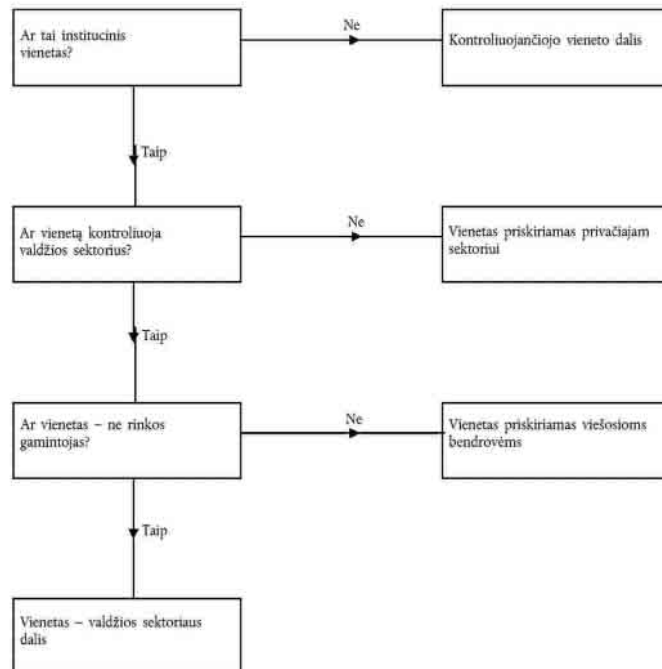 Ar tai institucinis
vienetas?
Ne
Kontroliuojančiojo vieneto dalis
Taip
Ar vienetą kontroliuoja
valdžios sektorius?
Ne
Vienetas priskiriamas privačiajam
sektoriui
Taip
Ar vienetas – ne rinkos
gamintojas?
Ne
Vienetas priskiriamas viešosioms
bendrovėms
Taip
Vienetas – valdžios sektoriaus
dalis